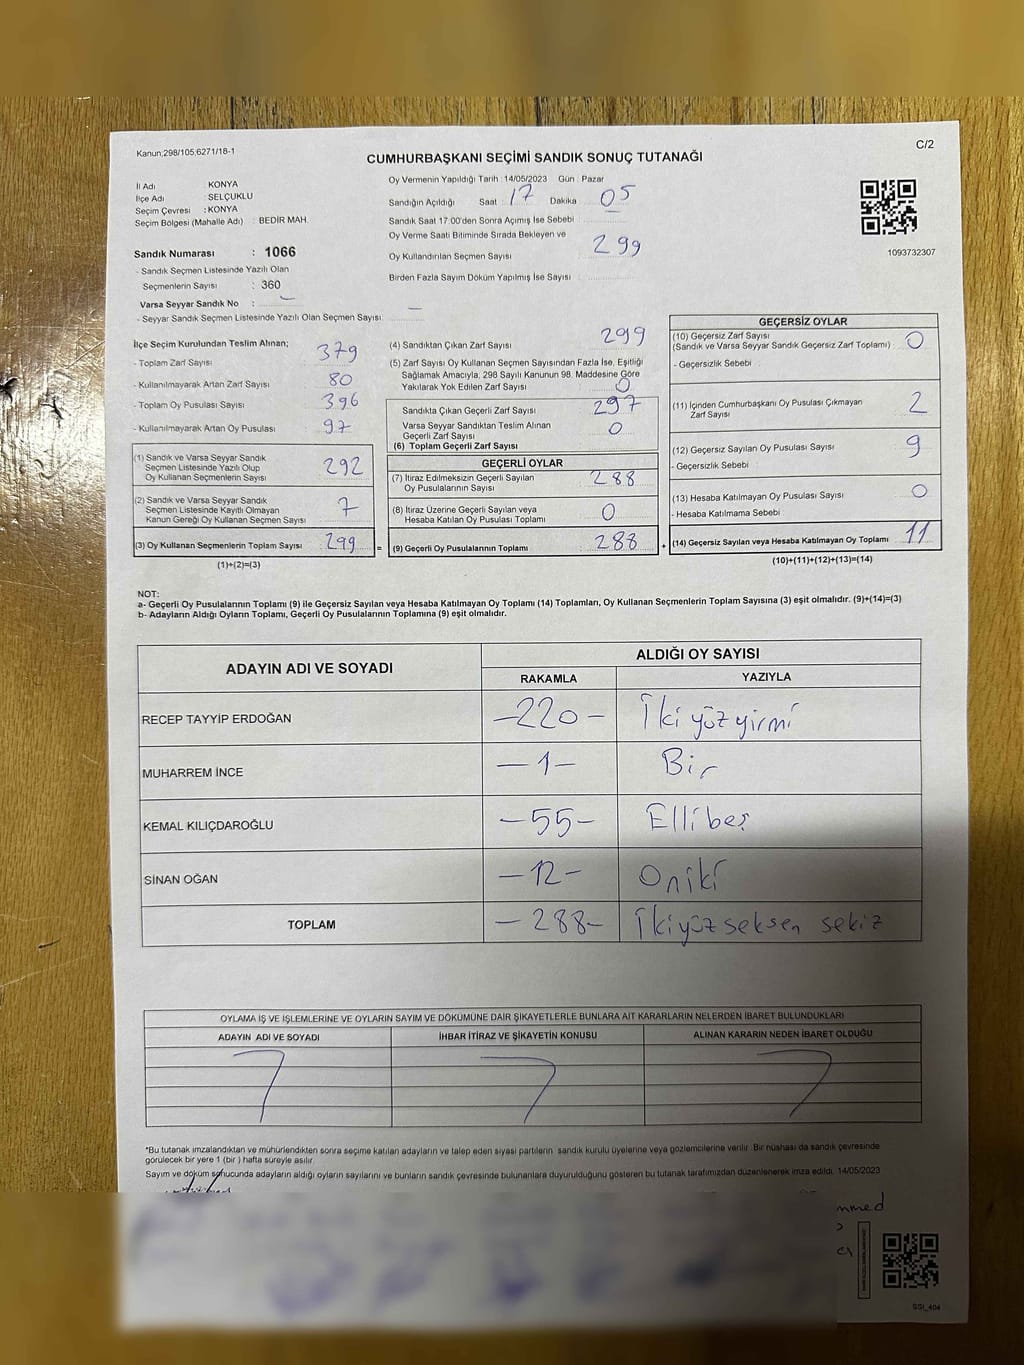 Kanun;298/105;6271/18-1
C/2
CUMHURBAŞKANI SEÇİMİ SANDIK SONUÇ TUTANAĞI
İl Adı KONYA
İlçe Adı SELÇUKLU
Seçim Çevresi : KONYA
Seçim Bölgesi (Mahalle Adı) : BEDİR MAH.
Sandık Numarası : 1066
- Sandık Seçmen Listesinde Yazılı Olan
Seçmenlerin Sayısı : 360
Varsa Seyyar Sandık No : -
- Seyyar Sandık Seçmen Listesinde Yazılı Olan Seçmen Sayısı: -
Oy Vermenin Yapıldığı Tarih : 14/05/2023 Gün : Pazar
Sandığın Açıldığı Saat : 17 Dakika 05
Sandık Saat 17:00'den Sonra Açımış İse Sebebi :
Oy Verme Saati Bitiminde Sırada Bekleyen ve
Oy Kullandırılan Seçmen Sayısı : 299
Birden Fazla Sayım Döküm Yapılmış İse Sayısı :
1093732307
İlçe Seçim Kurulundan Teslim Alınan;
- Toplam Zarf Sayısı : 379
- Kullanılmayarak Artan Zarf Sayısı : 80
- Toplam Oy Pusulası Sayısı : 396
- Kullanılmayarak Artan Oy Pusulası : 97
(1) Sandık ve Varsa Seyyar Sandık
Seçmen Listesinde Yazılı Olup
Oy Kullanan Seçmenlerin Sayısı : 292
(2) Sandık ve Varsa Seyyar Sandık
Seçmen Listesinde Kayıtlı Olmayan
Kanun Gereği Oy Kullanan Seçmen Sayısı : 7
(3) Oy Kullanan Seçmenlerin Toplam Sayısı : 299 =
(1)+(2)=(3)
(4) Sandıktan Çıkan Zarf Sayısı : 299
(5) Zarf Sayısı Oy Kullanan Seçmen Sayısından Fazla İse, Eşitliği
Sağlamak Amacıyla; 298 Sayılı Kanunun 98. Maddesine Göre
Yakılarak Yok Edilen Zarf Sayısı : 0
Sandıkta Çıkan Geçerli Zarf Sayısı : 297
Varsa Seyyar Sandıktan Teslim Alınan
Geçerli Zarf Sayısı : 0
(6) Toplam Geçerli Zarf Sayısı
GEÇERLİ OYLAR
(7) İtiraz Edilmeksizin Geçerli Sayılan
Oy Pusulalarının Sayısı : 288
(8) İtiraz Üzerine Geçerli Sayılan veya
Hesaba Katılan Oy Pusulası Toplamı : 0
(9) Geçerli Oy Pusulalarının Toplamı : 288 +
GEÇERSİZ OYLAR
(10) Geçersiz Zarf Sayısı
(Sandık ve Varsa Seyyar Sandık Geçersiz Zarf Toplamı) : 0
- Geçersizlik Sebebi
(11) İçinden Cumhurbaşkanı Oy Pusulası Çıkmayan
Zarf Sayısı : 2
(12) Geçersiz Sayılan Oy Pusulası Sayısı : 9
- Geçersizlik Sebebi
(13) Hesaba Katılmayan Oy Pusulası Sayısı : 0
- Hesaba Katılmama Sebebi
(14) Geçersiz Sayılan veya Hesaba Katılmayan Oy Toplamı : 11
(10)+(11)+(12)+(13)=(14)
NOT:
a- Geçerli Oy Pusulalarının Toplamı (9) ile Geçersiz Sayılan veya Hesaba Katılmayan Oy Toplamı (14) Toplamları, Oy Kullanan Seçmenlerin Toplam Sayısına (3) eşit olmalıdır. (9)+(14)=(3)
b- Adayların Aldığı Oyların Toplamı, Geçerli Oy Pusulalarının Toplamına (9) eşit olmalıdır.
ADAYIN ADI VE SOYADI
ALDIĞI OY SAYISI
RAKAMLA YAZIYLA
RECEP TAYYİP ERDOĞAN -220- İkiyüzyirmi
MUHARREM İNCE -1- Bir
KEMAL KILIÇDAROĞLU -55- Ellibeş
SİNAN OĞAN -12- Oniki
TOPLAM -288- İkiyüzseksen sekiz
OYLAMA İŞ VE İŞLEMLERİNE VE OYLARIN SAYIM VE DÖKÜMÜNE DAİR ŞİKAYETLERLE BUNLARA AİT KARARLARIN NELERDEN İBARET BULUNDUKLARI
ADAYIN ADI VE SOYADI İHBAR İTİRAZ VE ŞİKAYETİN KONUSU ALINAN KARARIN NEDEN İBARET OLDUĞU
*Bu tutanak imzalandıktan ve mühürlendikten sonra seçime katılan adayların ve talep eden siyasi partilerin sandık kurulu üyelerine veya gözlemcilerine verilir. Bir nüshası da sandık çevresinde
görülecek bir yere 1 (bir) hafta süreyle asılır.
Sayım ve döküm sonucunda adayların aldığı oyların sayılarını ve bunların sandık çevresinde bulunanlara duyurulduğunu gösteren bu tutanak tarafımızdan düzenlenerek imza edildi. 14/05/2023
mmed
SSI_404